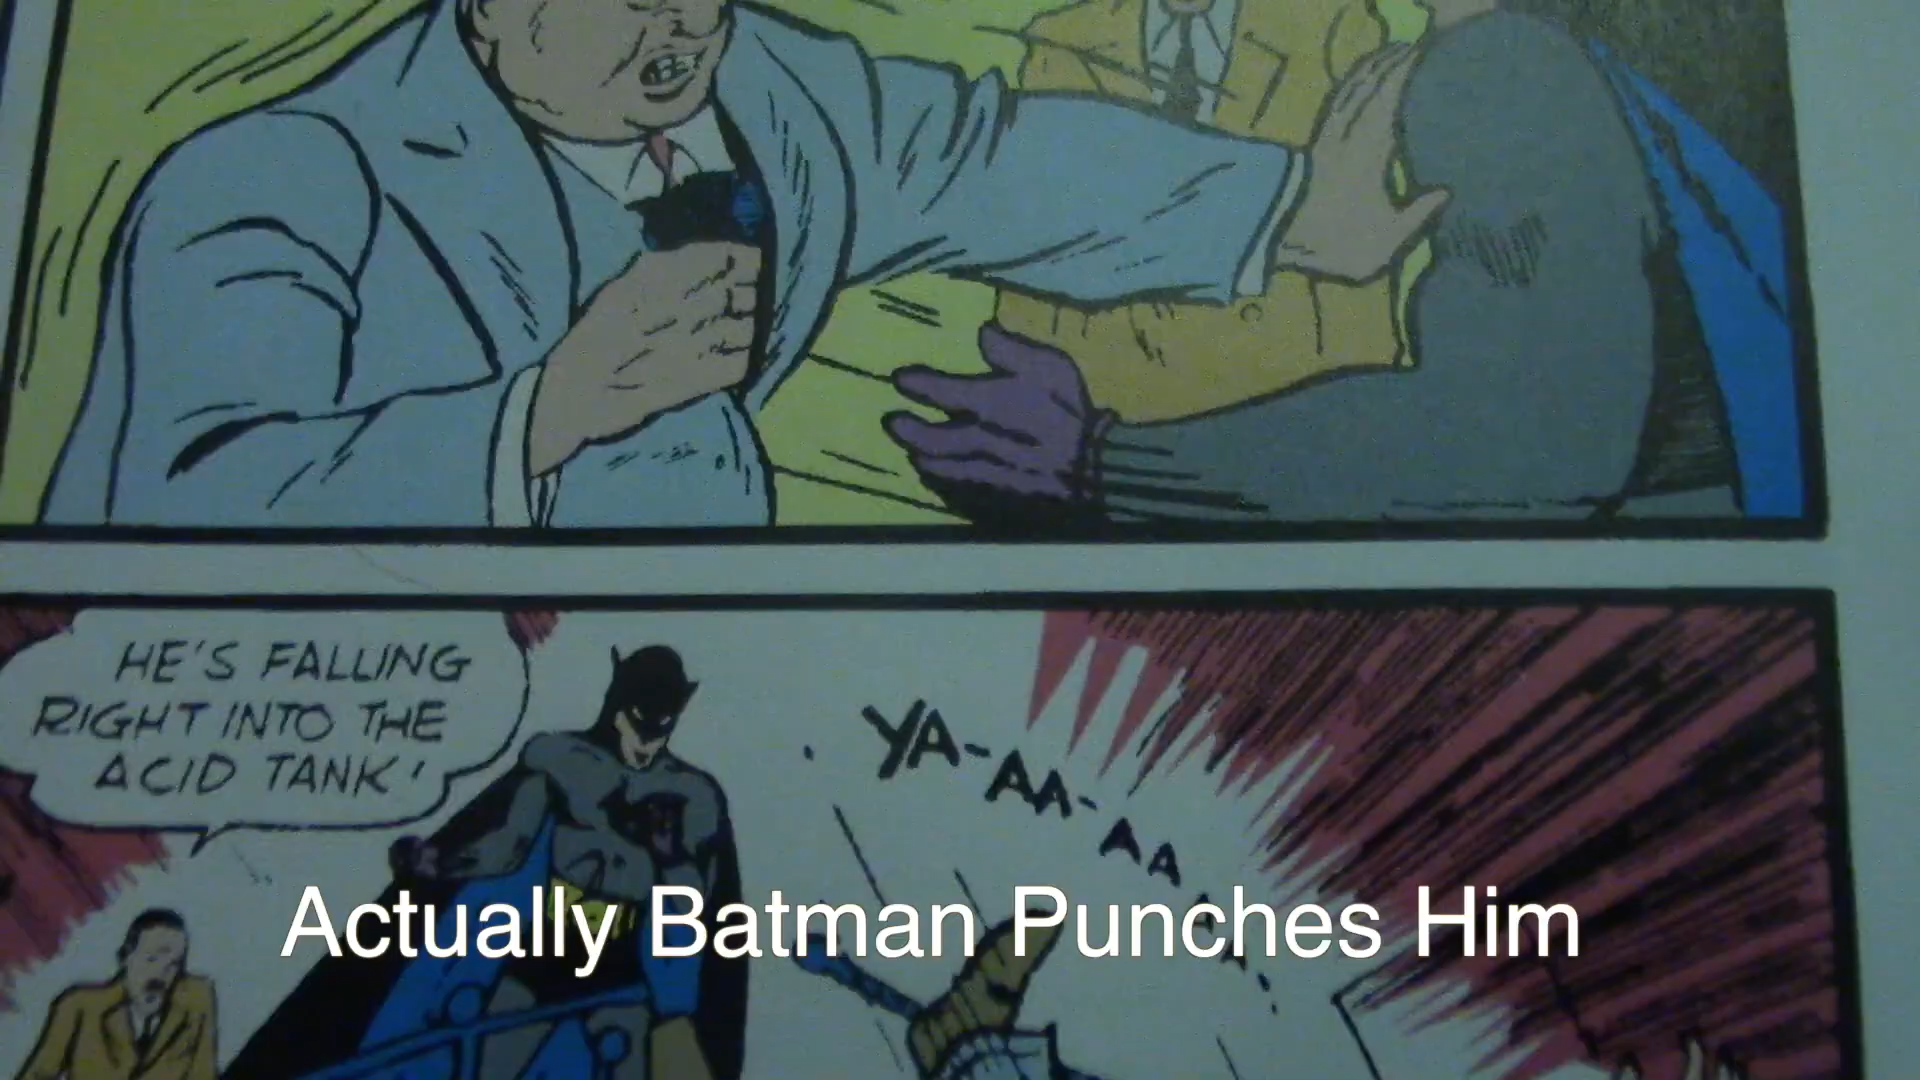 HE'S FALLING
RIGHT INTO THE
ACID TANK!
YA-AA-
AA
Actually Batman Punches Him